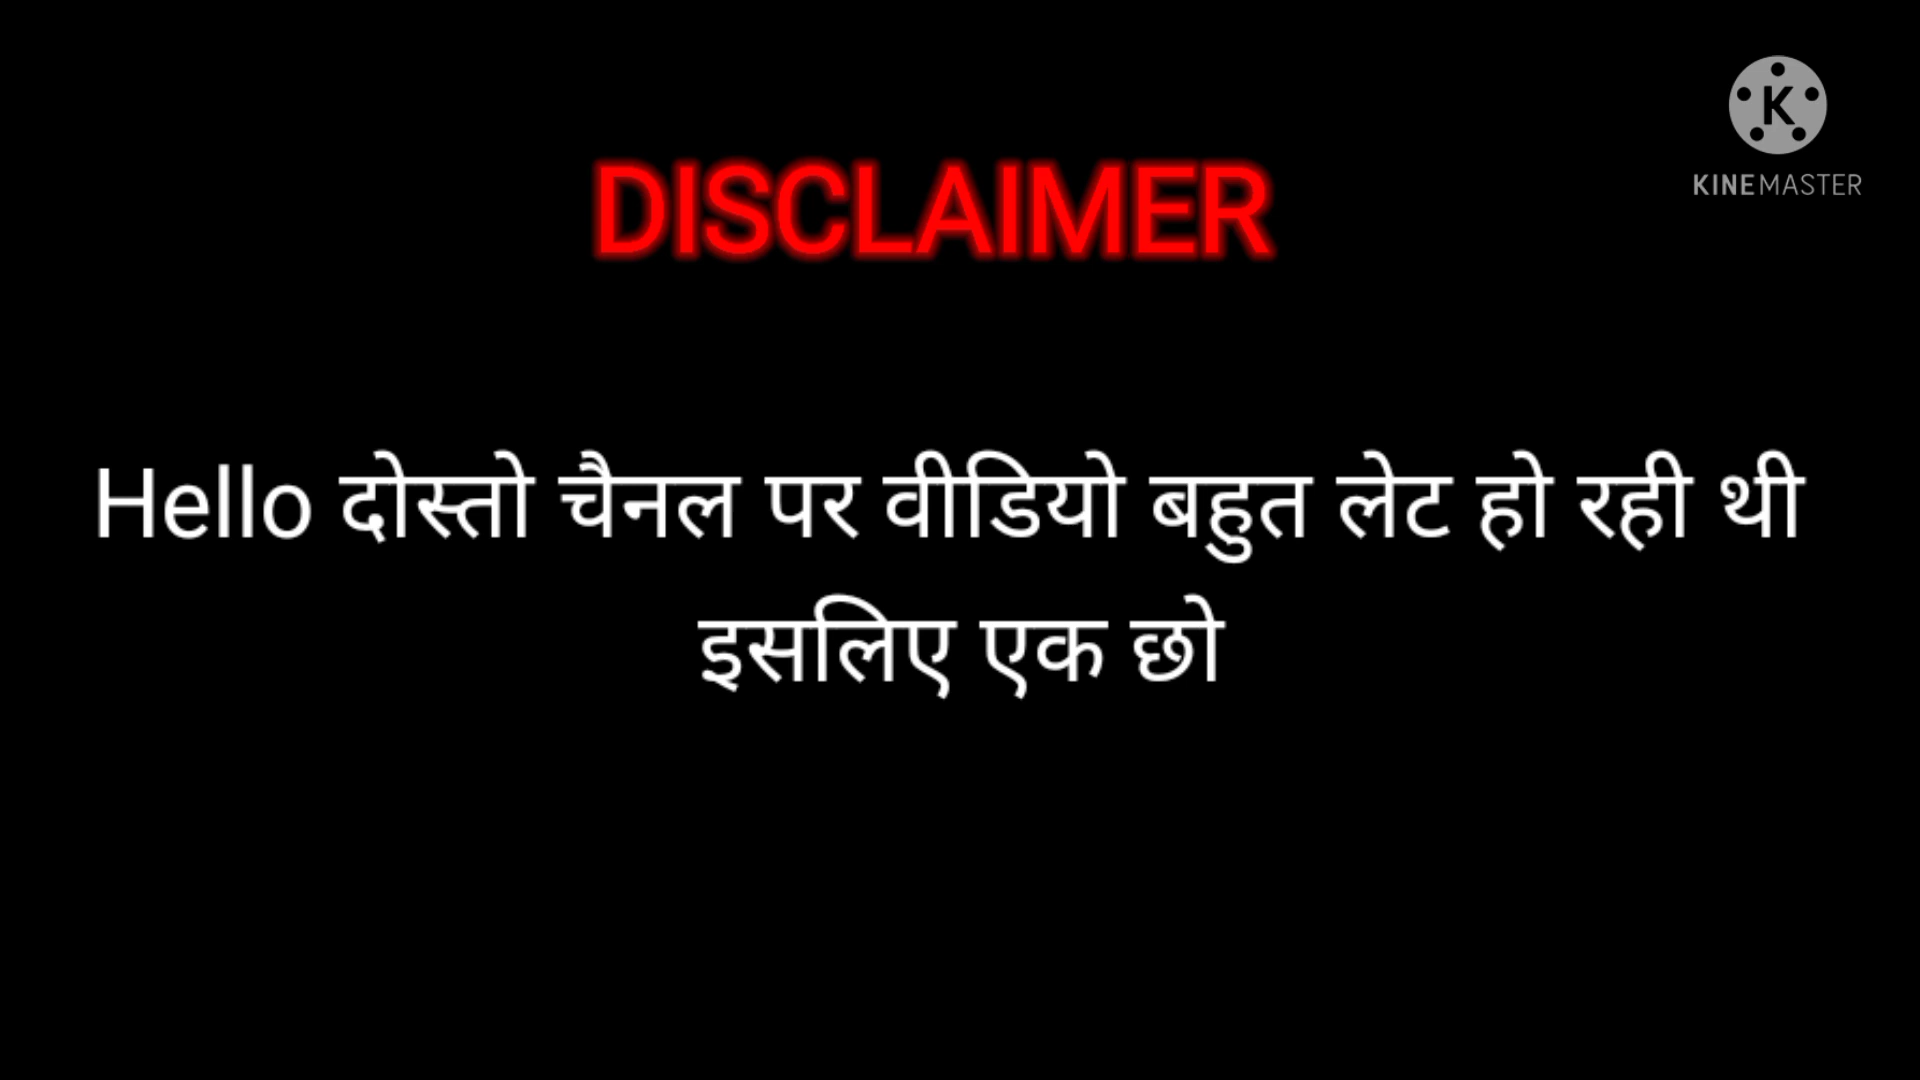 KINEMASTER
DISCLAIMER
Hello दोस्तो चैनल पर वीडियो बहुत लेट हो रही थी
इसलिए एक छो